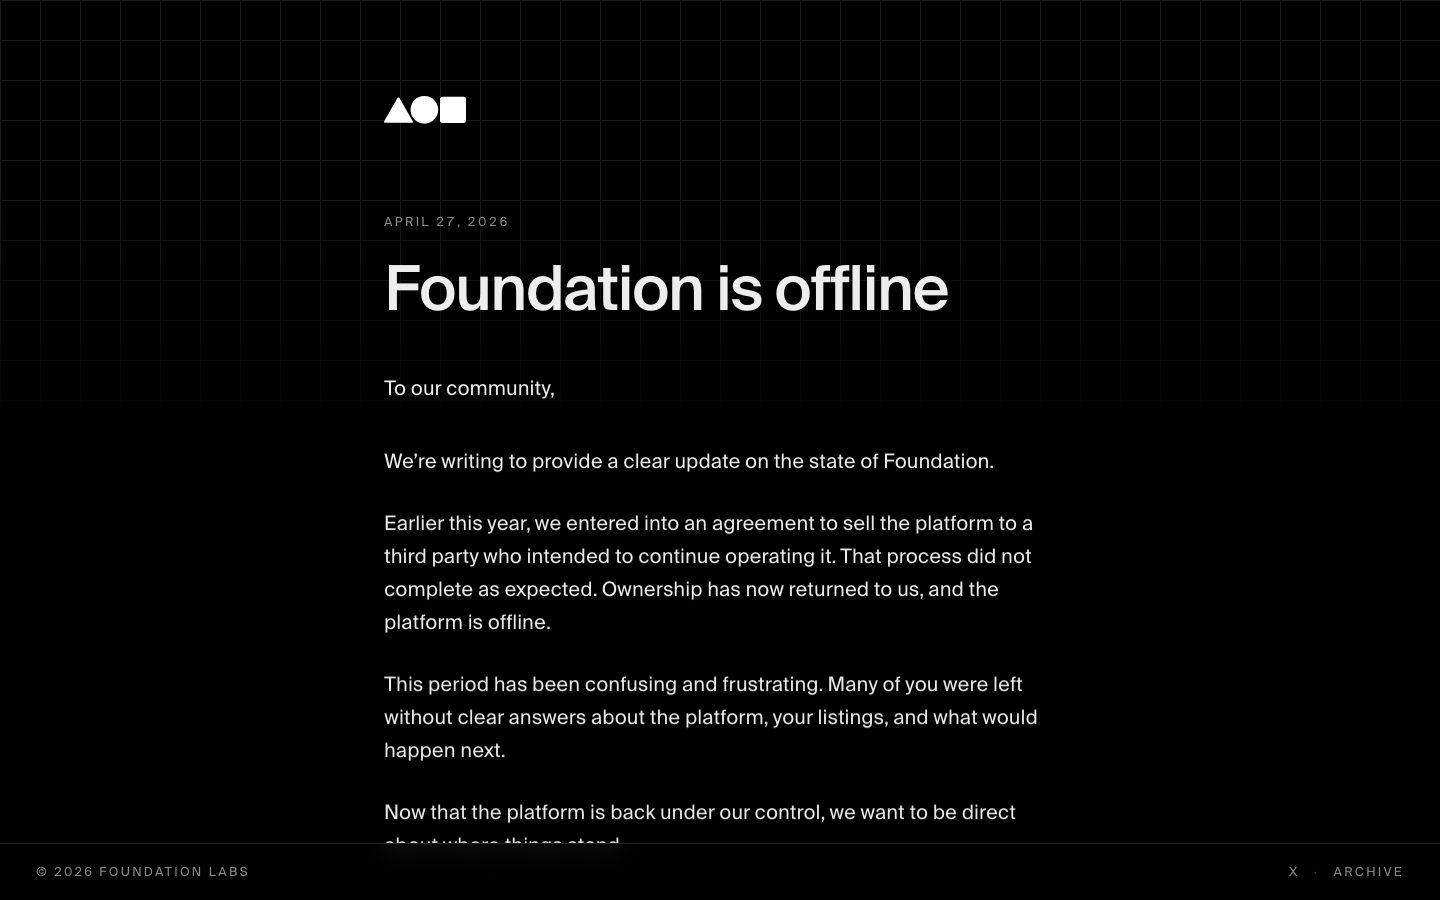 APRIL 27, 2026
Foundation is offline
To our community,
We’re writing to provide a clear update on the state of Foundation.
Earlier this year, we entered into an agreement to sell the platform to a
third party who intended to continue operating it. That process did not
complete as expected. Ownership has now returned to us, and the
platform is offline.
This period has been confusing and frustrating. Many of you were left
without clear answers about the platform, your listings, and what would
happen next.
Now that the platform is back under our control, we want to be direct
about where things stand.
© 2026 FOUNDATION LABS
X · ARCHIVE